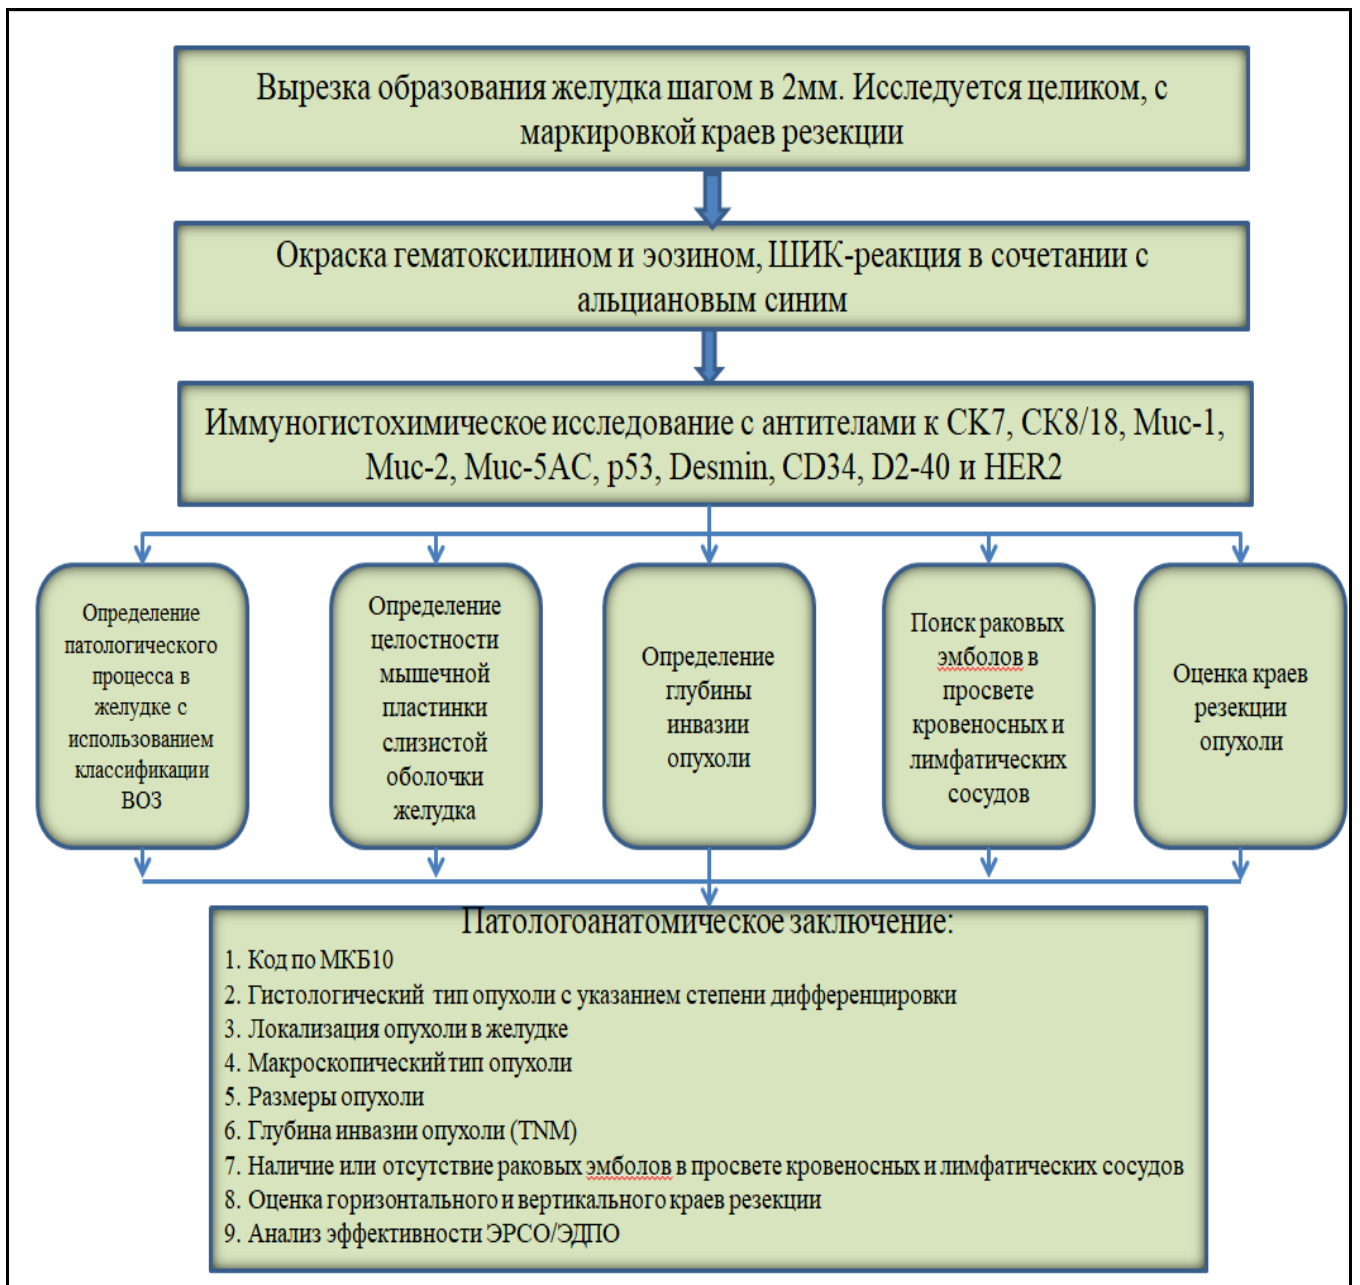 Вырезка образования желудка шагом в 2мм. Исследуется целиком, с
маркировкой краев резекции
Окраска гематоксилином и эозином, ШИК-реакция в сочетании с
альциановым синим
Иммуногистохимическое исследование с антителами к СК7, СК8/18, Muc-1,
Muc-2, Muc-5AC, p53, Desmin, CD34, D2-40 и HER2
Определение
патологического
процесса в
желудке с
использованием
классификации
ВОЗ
Определение
целостности
мышечной
пластинки
слизистой
оболочки
желудка
Определение
глубины
инвазии
опухоли
Поиск раковых
эмболов в
просвете
кровеносных и
лимфатических
сосудов
Оценка краев
резекции
опухоли
Патологоанатомическое заключение:
1. Код по МКБ10
2. Гистологический тип опухоли с указанием степени дифференцировки
3. Локализация опухоли в желудке
4. Макроскопический тип опухоли
5. Размеры опухоли
6. Глубина инвазии опухоли (TNM)
7. Наличие или отсутствие раковых эмболов в просвете кровеносных и лимфатических сосудов
8. Оценка горизонтального и вертикального краев резекции
9. Анализ эффективности ЭРСО/ЭДПО